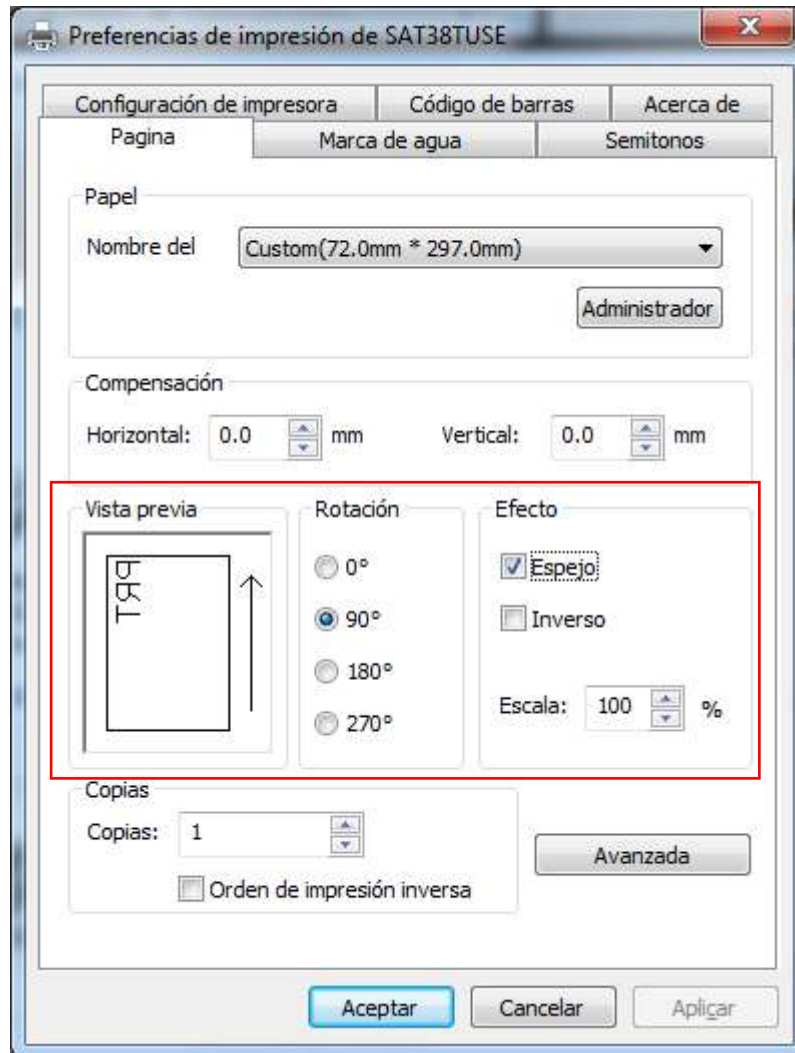 Preferencias de impresión de SAT38TUSE
Configuración de impresora Código de barras Acerca de
Pagina Marca de agua Semitonos
Papel
Nombre del Custom(72.0mm * 297.0mm)
Administrador
Compensación
Horizontal: 0.0 mm Vertical: 0.0 mm
Vista previa Rotación Efecto
PRT
0° Espejo
90° Inverso
180°
Escala: 100 %
270°
Copias
Copias: 1
Avanzada
Orden de impresión inversa
Aceptar Cancelar Aplicar